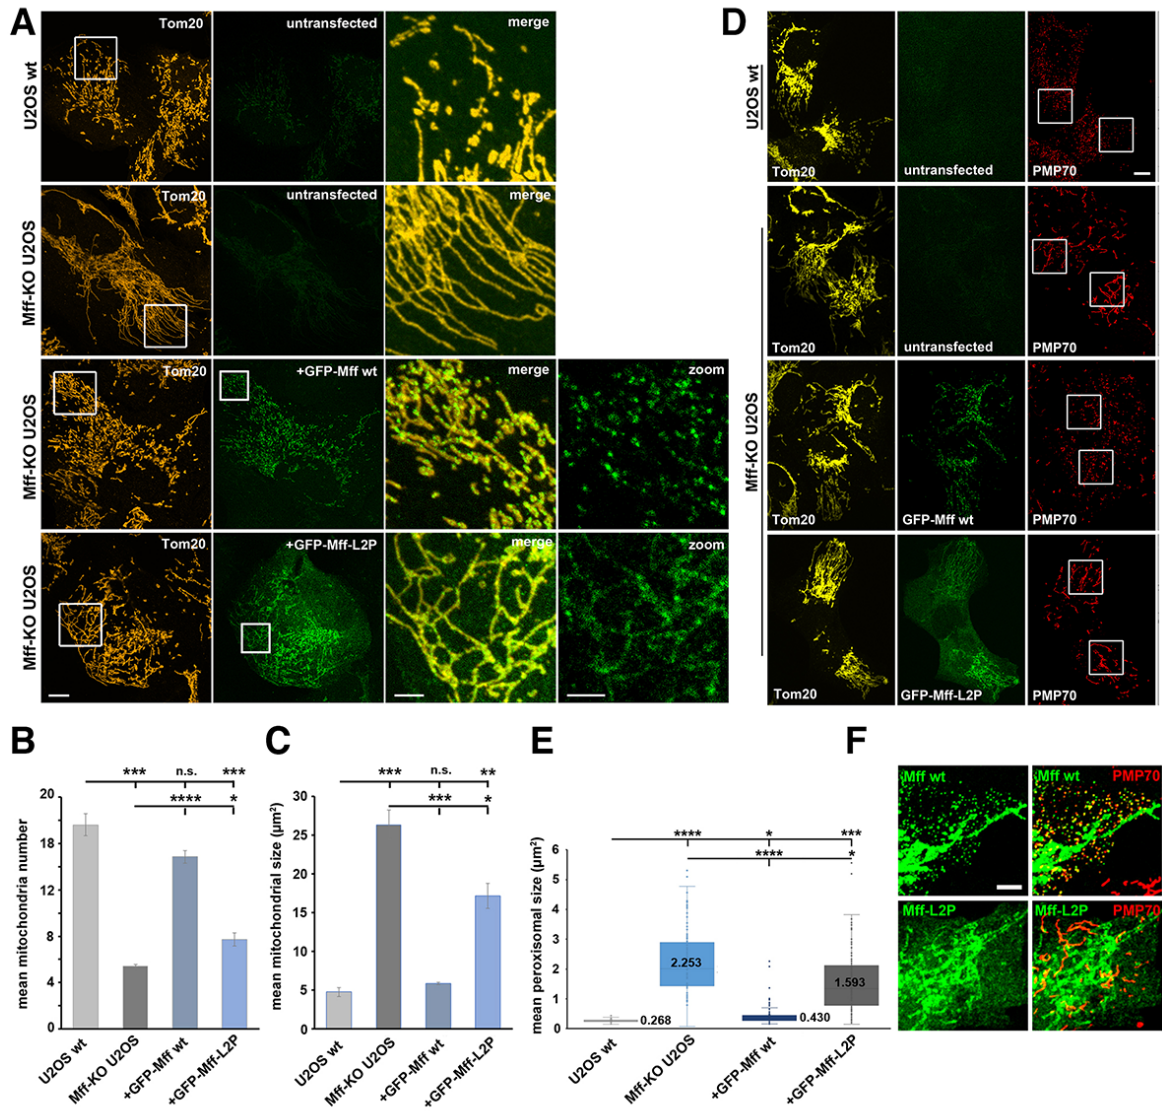 A
U2OS wt
Tom20
untransfected
merge
Mff-KO U2OS
Tom20
untransfected
merge
Mff-KO U2OS
Tom20
+GFP-Mff wt
merge
zoom
Mff-KO U2OS
Tom20
+GFP-Mff-L2P
merge
zoom
D
U2OS wt
Tom20
untransfected
PMP70
Mff-KO U2OS
Tom20
untransfected
PMP70
Tom20
GFP-Mff wt
PMP70
Tom20
GFP-Mff-L2P
PMP70
B
*** n.s. ***
**** *
mean mitochondria number
20
18
12
8
4
0
U2OS wt
Mff-KO U2OS
+GFP-Mff wt
+GFP-Mff-L2P
C
*** n.s. **
*** *
mean mitochondrial size (µm²)
30
25
20
15
10
5
0
U2OS wt
Mff-KO U2OS
+GFP-Mff wt
+GFP-Mff-L2P
E
**** * ***
**** *
mean peroxisomal size (µm²)
6
5
4
3
2
1
0
0.268
2.253
0.430
1.593
U2OS wt
Mff-KO U2OS
+GFP-Mff wt
+GFP-Mff-L2P
F
Mff wt
Mff wt PMP70
Mff-L2P
Mff-L2P PMP70